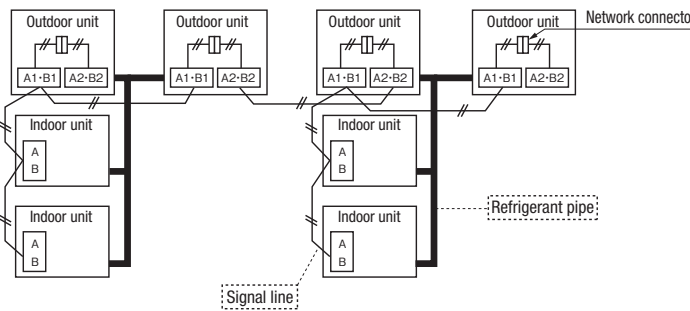 Outdoor unit Outdoor unit Outdoor unit Outdoor unit Network connecto
A1·B1 A2·B2 A1·B1 A2·B2 A1·B1 A2·B2 A1·B1 A2·B2
Indoor unit Indoor unit
A A
B B
Refrigerant pipe
Indoor unit Indoor unit
A A
B B
Signal line